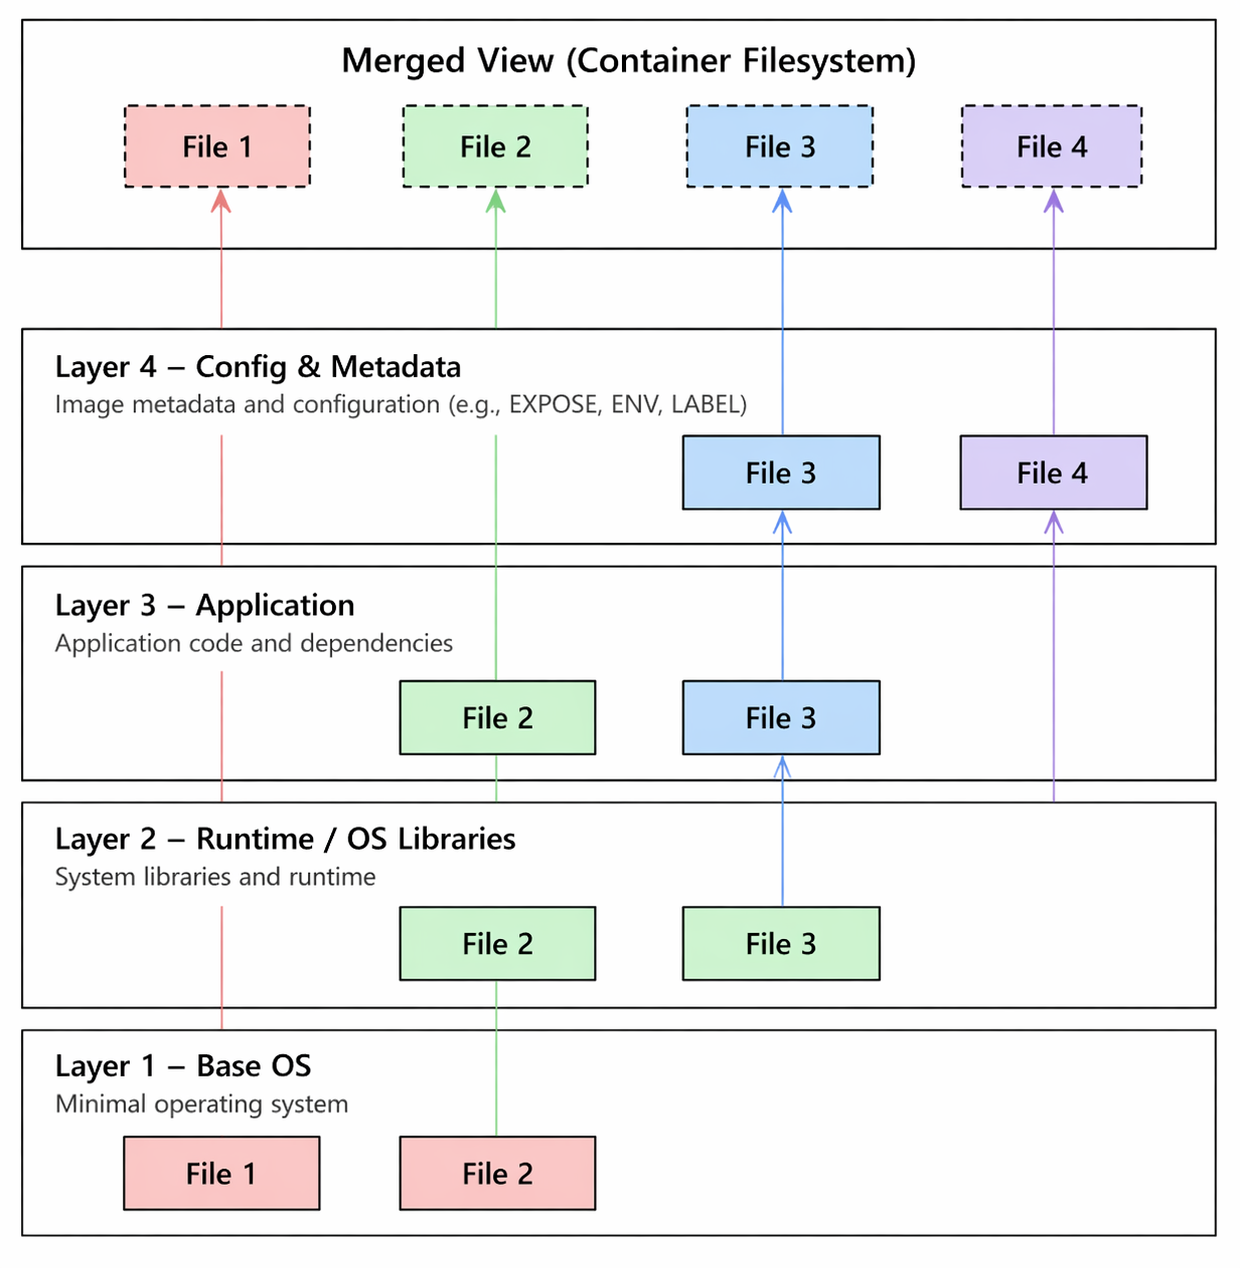 Merged View (Container Filesystem)
File 1
File 2
File 3
File 4
Layer 4 – Config & Metadata
Image metadata and configuration (e.g., EXPOSE, ENV, LABEL)
File 3
File 4
Layer 3 – Application
Application code and dependencies
File 2
File 3
Layer 2 – Runtime / OS Libraries
System libraries and runtime
File 2
File 3
Layer 1 – Base OS
Minimal operating system
File 1
File 2